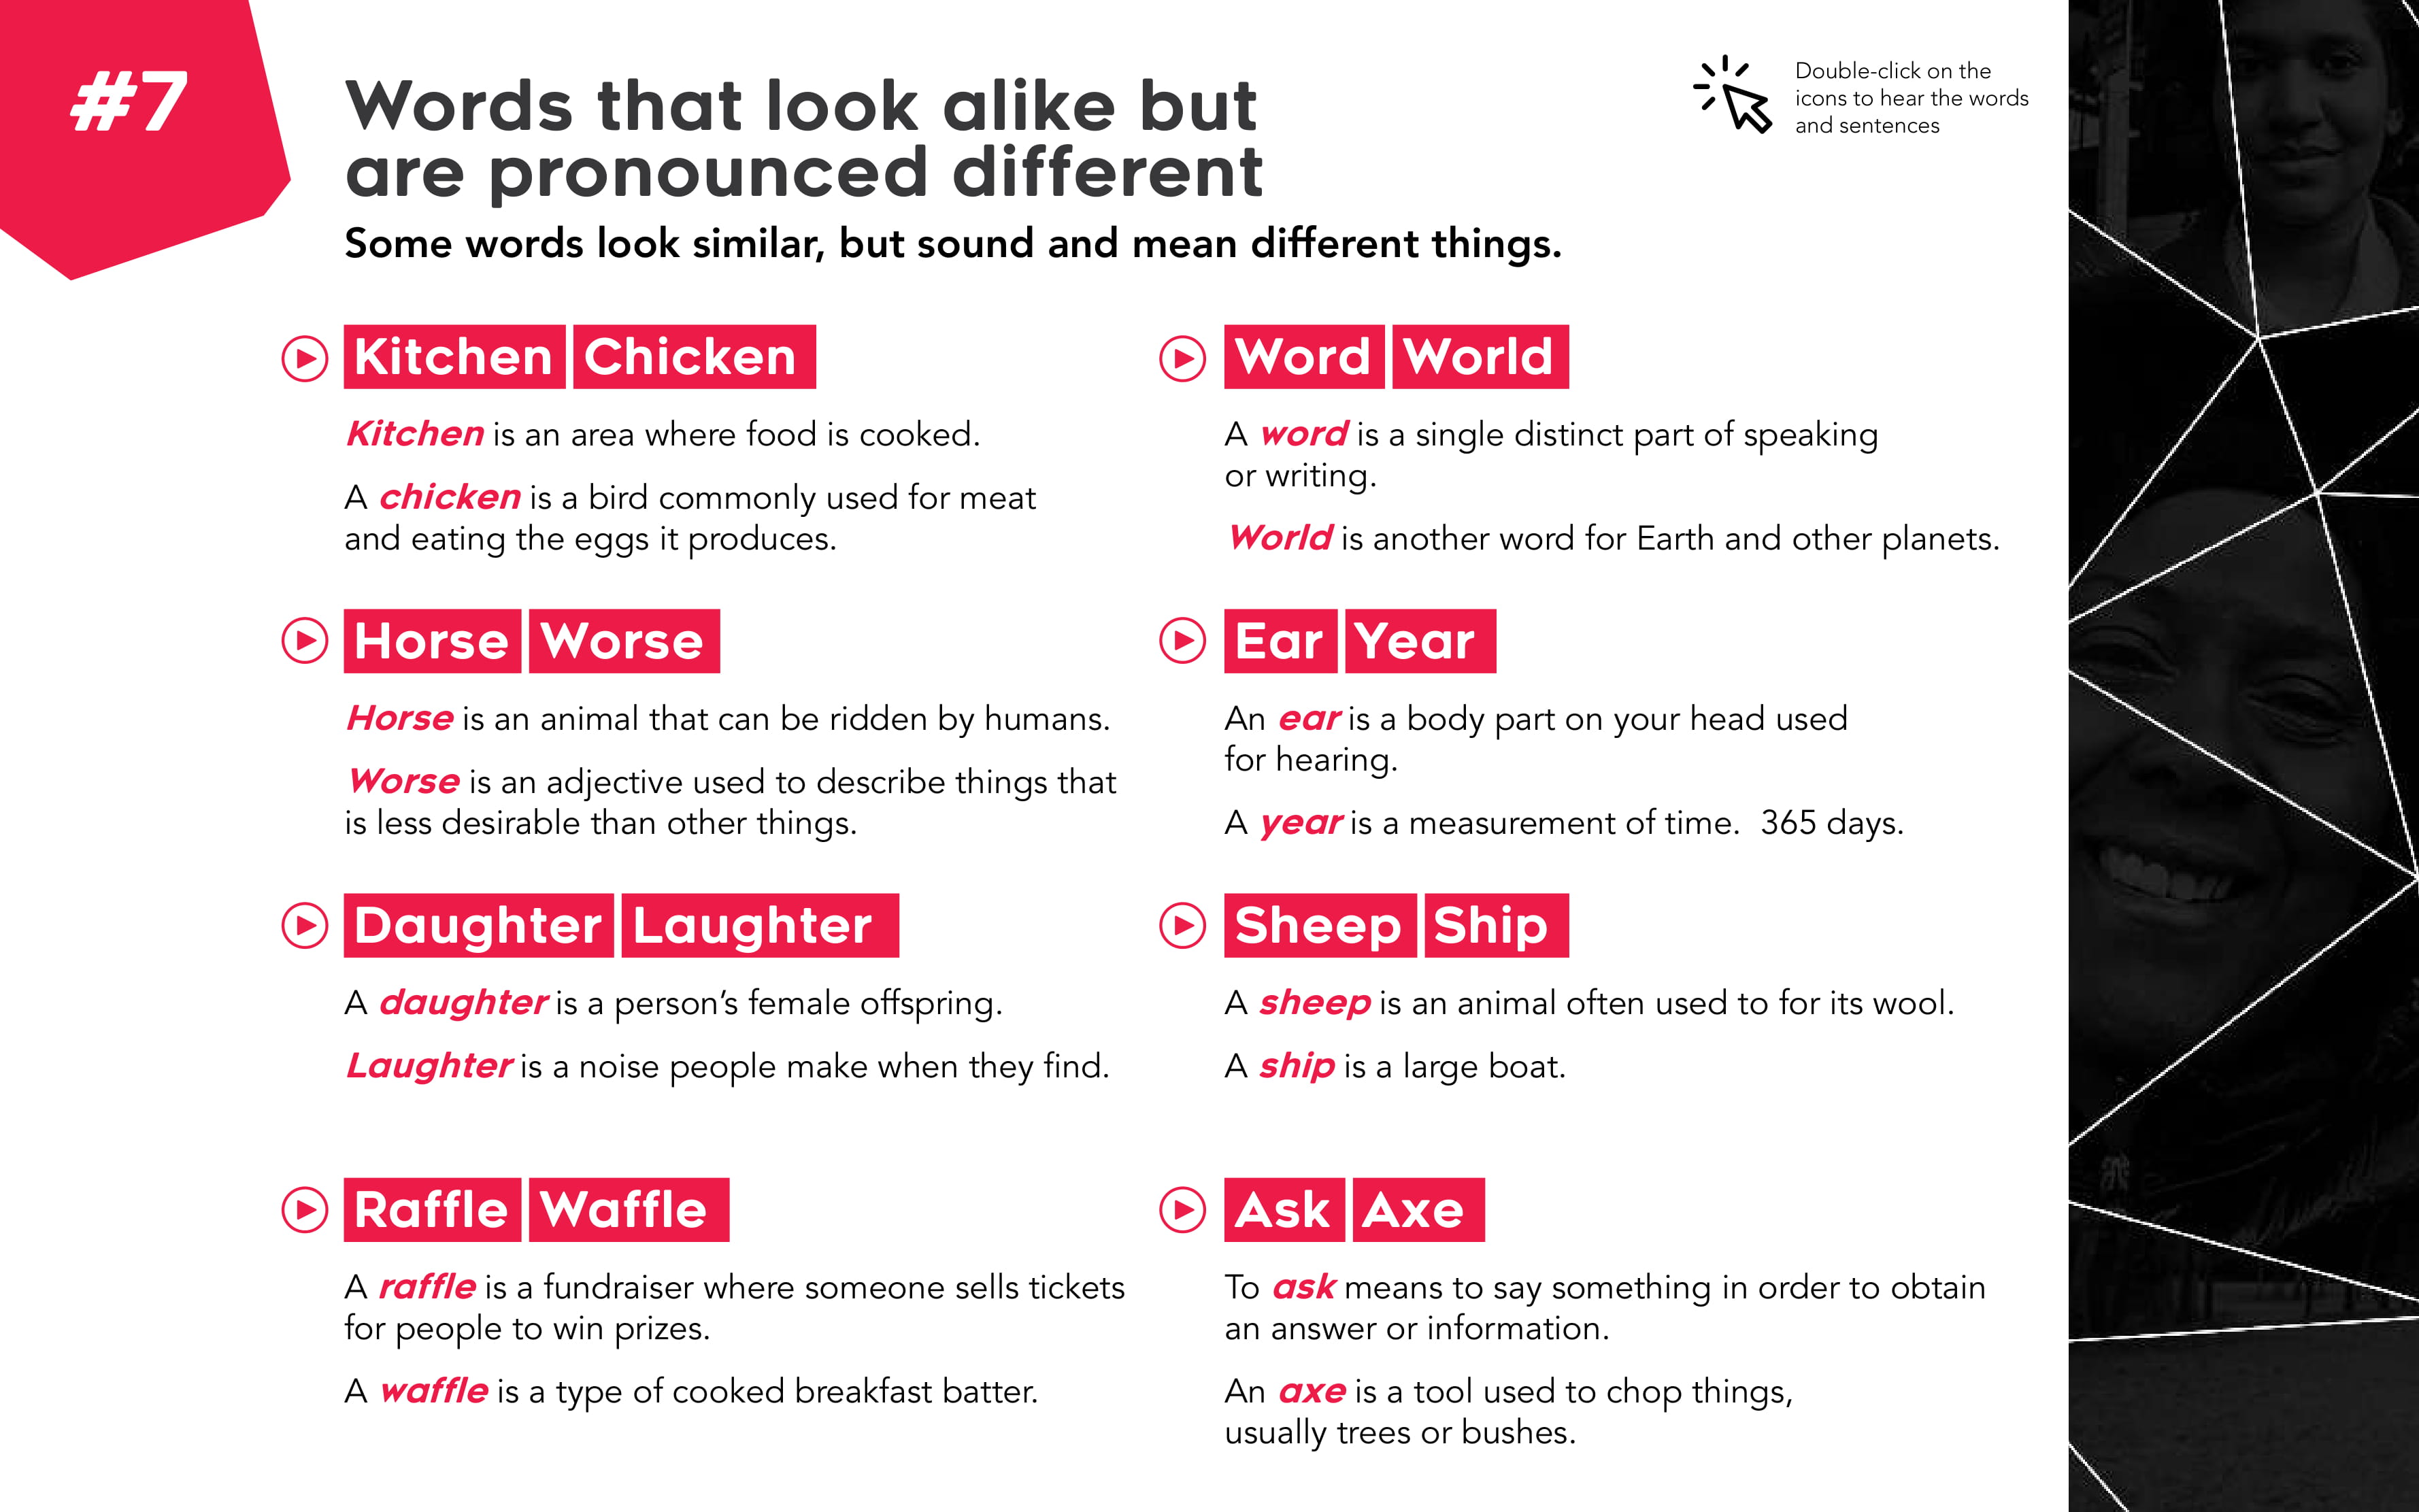 #7
Words that look alike but
are pronounced different
Some words look similar, but sound and mean different things.
Double-click on the
icons to hear the words
and sentences
Kitchen Chicken
Kitchen is an area where food is cooked.
A chicken is a bird commonly used for meat
and eating the eggs it produces.
Horse Worse
Horse is an animal that can be ridden by humans.
Worse is an adjective used to describe things that
is less desirable than other things.
Daughter Laughter
A daughter is a person's female offspring.
Laughter is a noise people make when they find.
Raffle Waffle
A raffle is a fundraiser where someone sells tickets
for people to win prizes.
A waffle is a type of cooked breakfast batter.
Word World
A word is a single distinct part of speaking
or writing.
World is another word for Earth and other planets.
Ear Year
An ear is a body part on your head used
for hearing.
A year is a measurement of time.  365 days.
Sheep Ship
A sheep is an animal often used to for its wool.
A ship is a large boat.
Ask Axe
To ask means to say something in order to obtain
an answer or information.
An axe is a tool used to chop things,
usually trees or bushes.